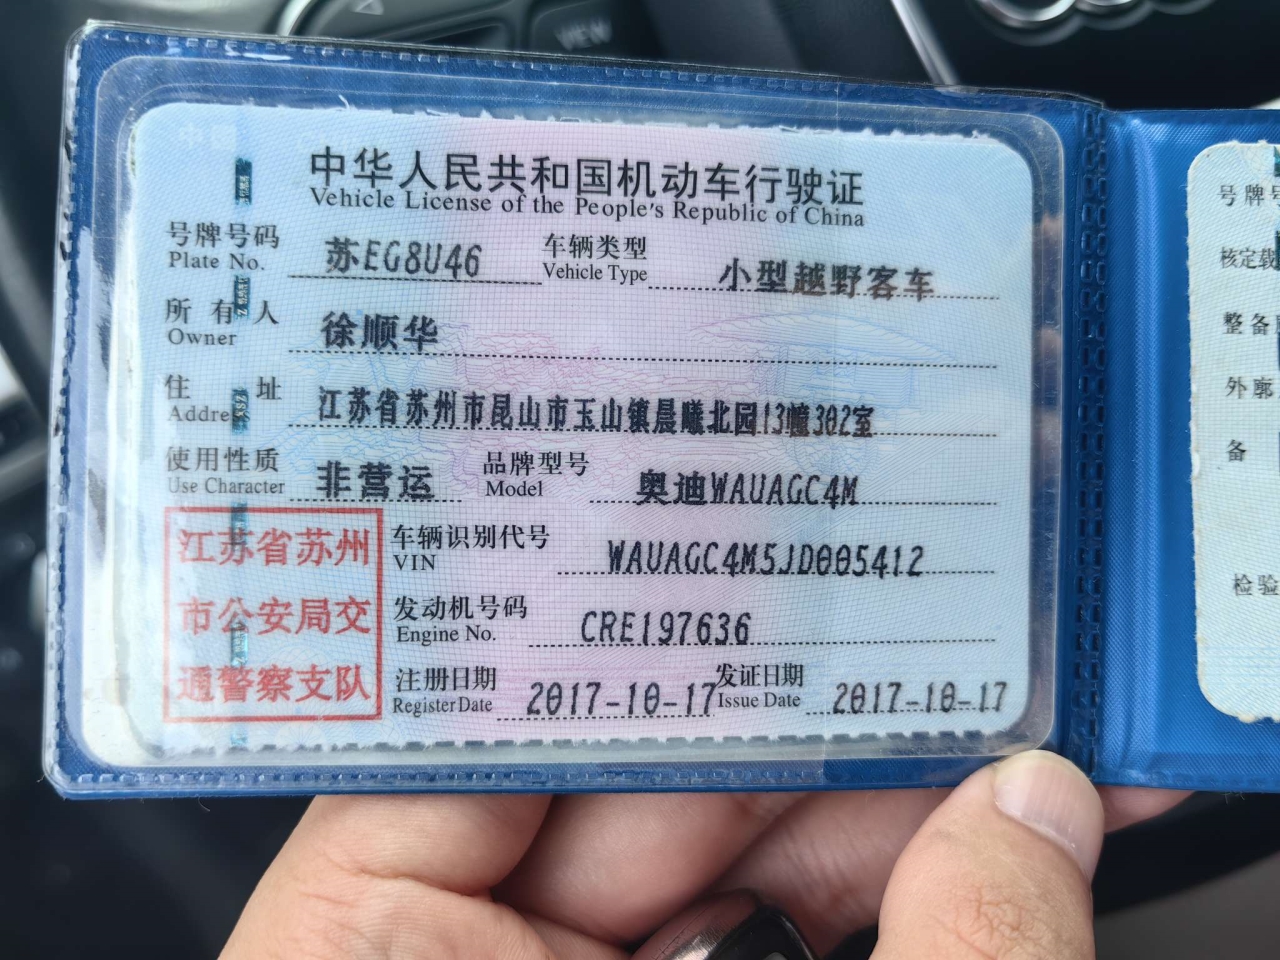 VIEW
中华人民共和国机动车行驶证
Vehicle License of the People's Republic of China
号牌号码 苏EG8U46 车辆类型 小型越野客车
Plate No. Vehicle Type
所有人 徐顺华
Owner
住址 江苏省苏州市昆山市玉山镇晨曦北园13幢302室
Addre
使用性质 非营运 品牌型号 奥迪WAUAGC4M
Use Character Model
江苏省苏州
市公安局交
通警察支队
车辆识别代号 WAUAGC4M5JD005412
VIN
发动机号码 CRE197636
Engine No.
注册日期 2017-10-17 发证日期 2017-10-17
Register Date Issue Date
号牌号
核定载
整备
外廓
备
检验